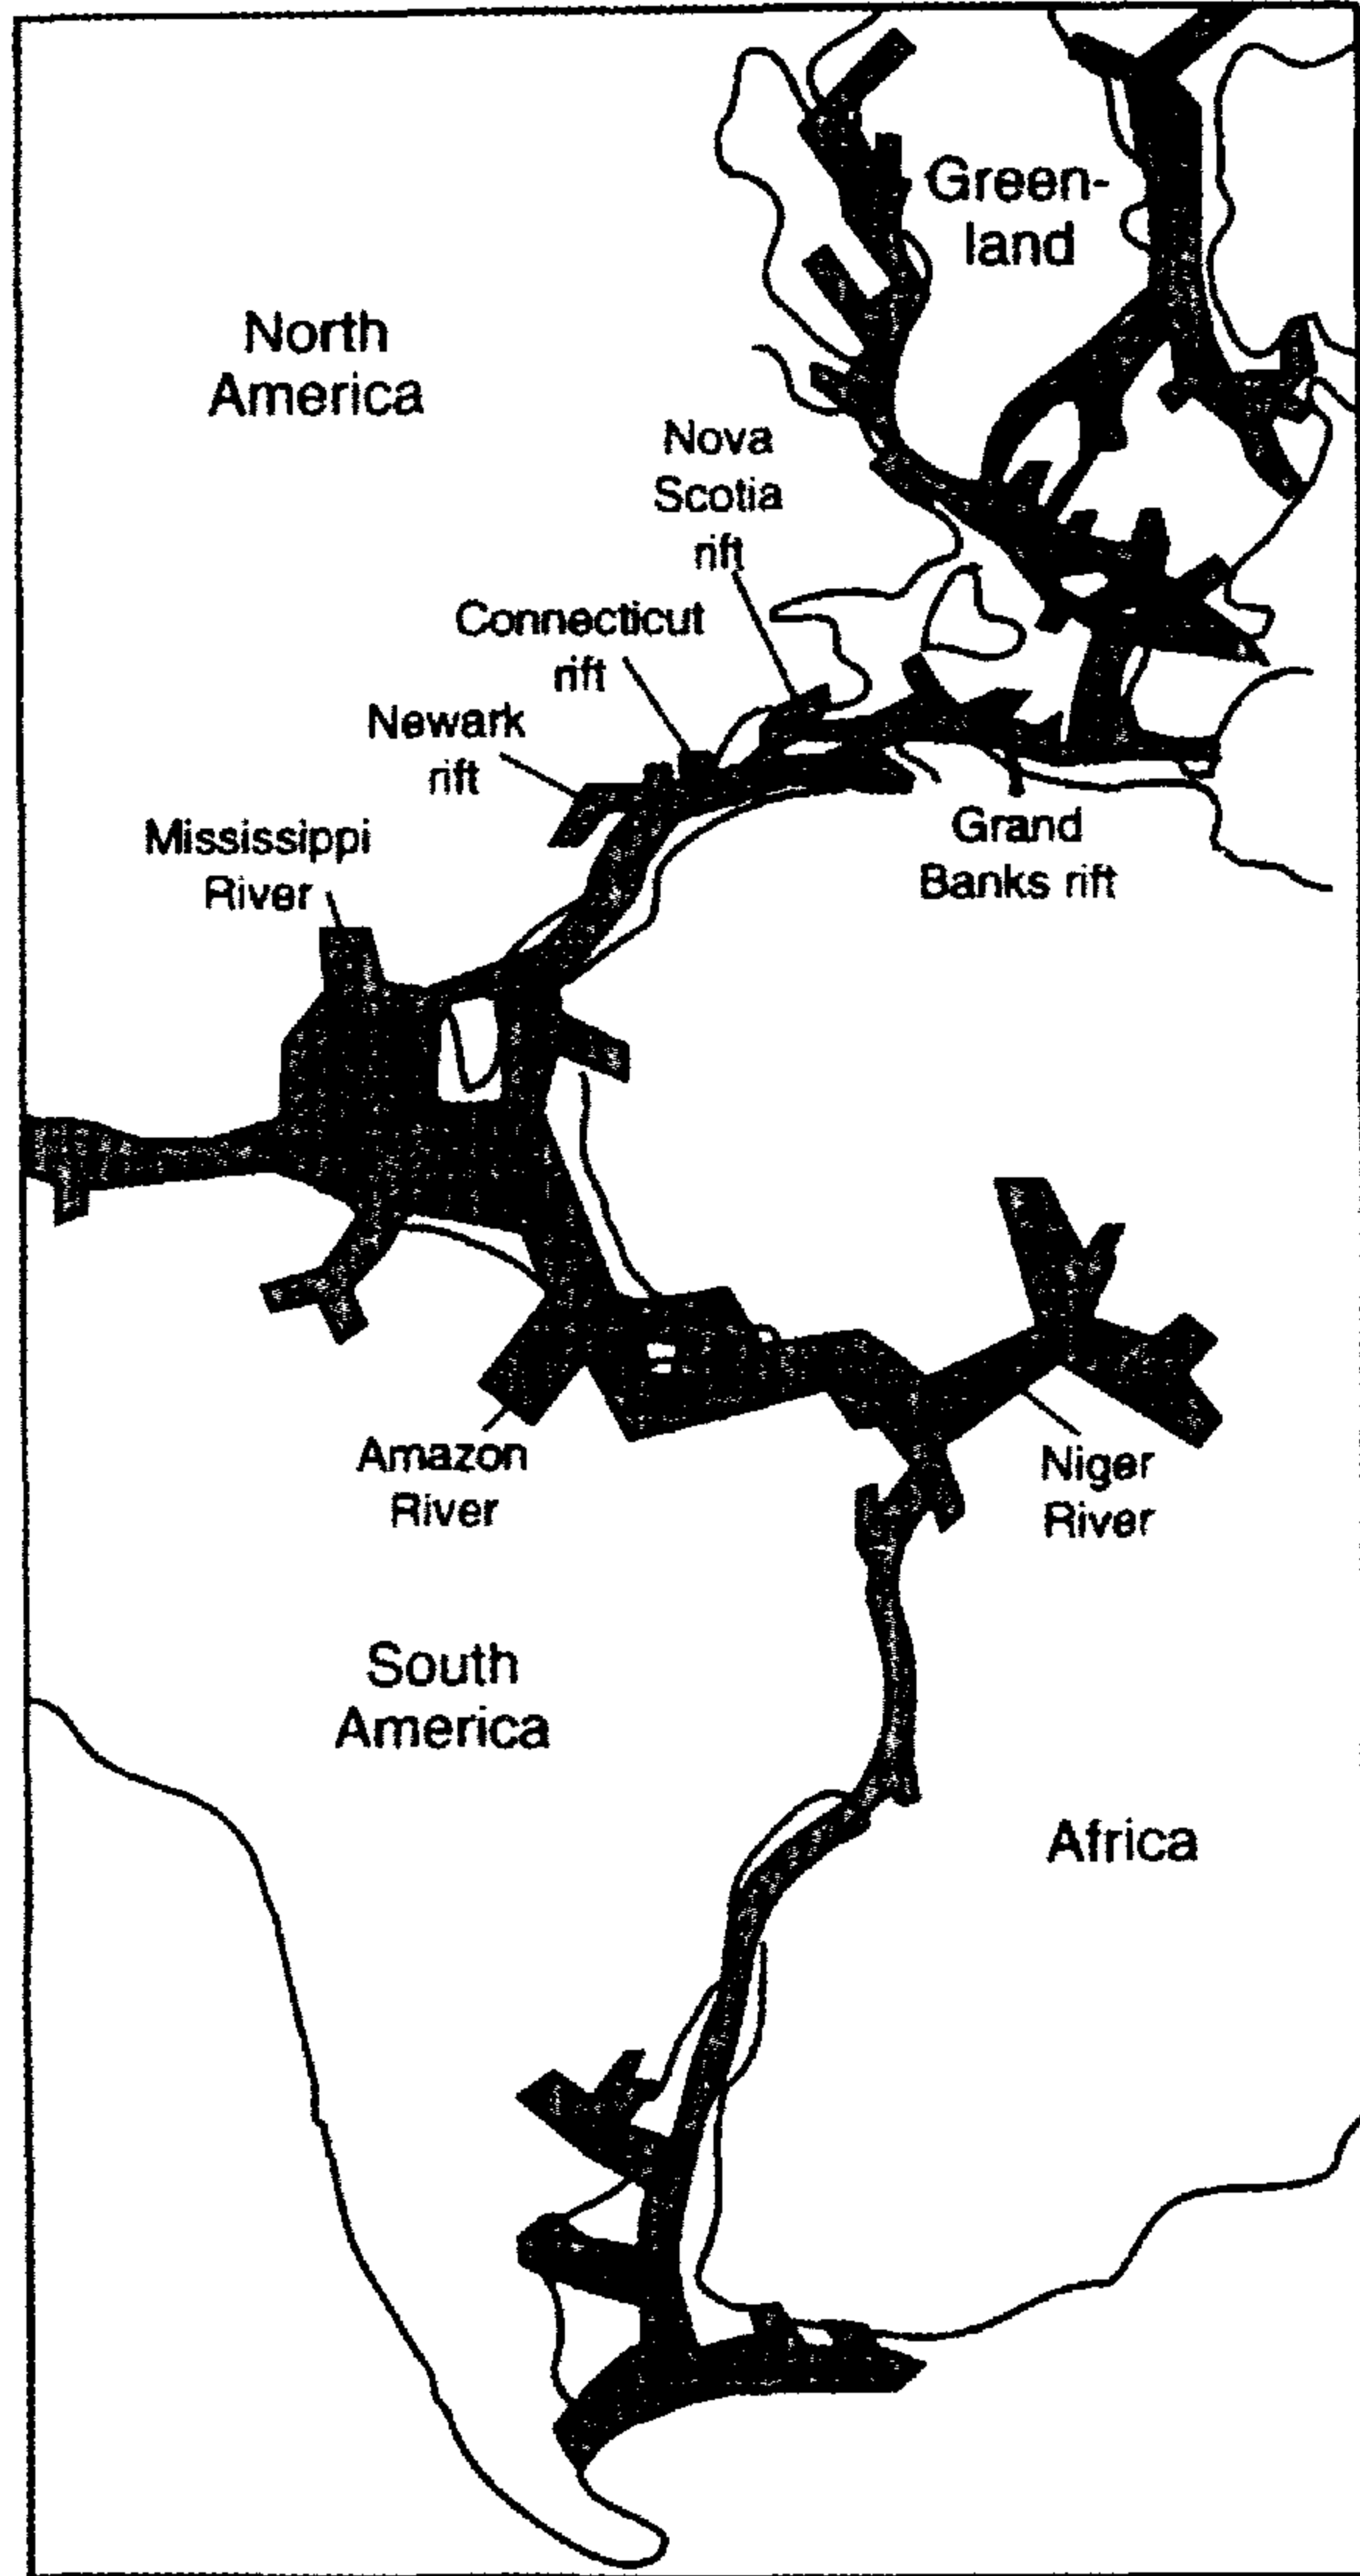 Green-
land
North
America
Nova
Scotia
rift
Connecticut
rift
Newark
rift
Mississippi
River
Grand
Banks rift
Amazon
River
Niger
River
South
America
Africa